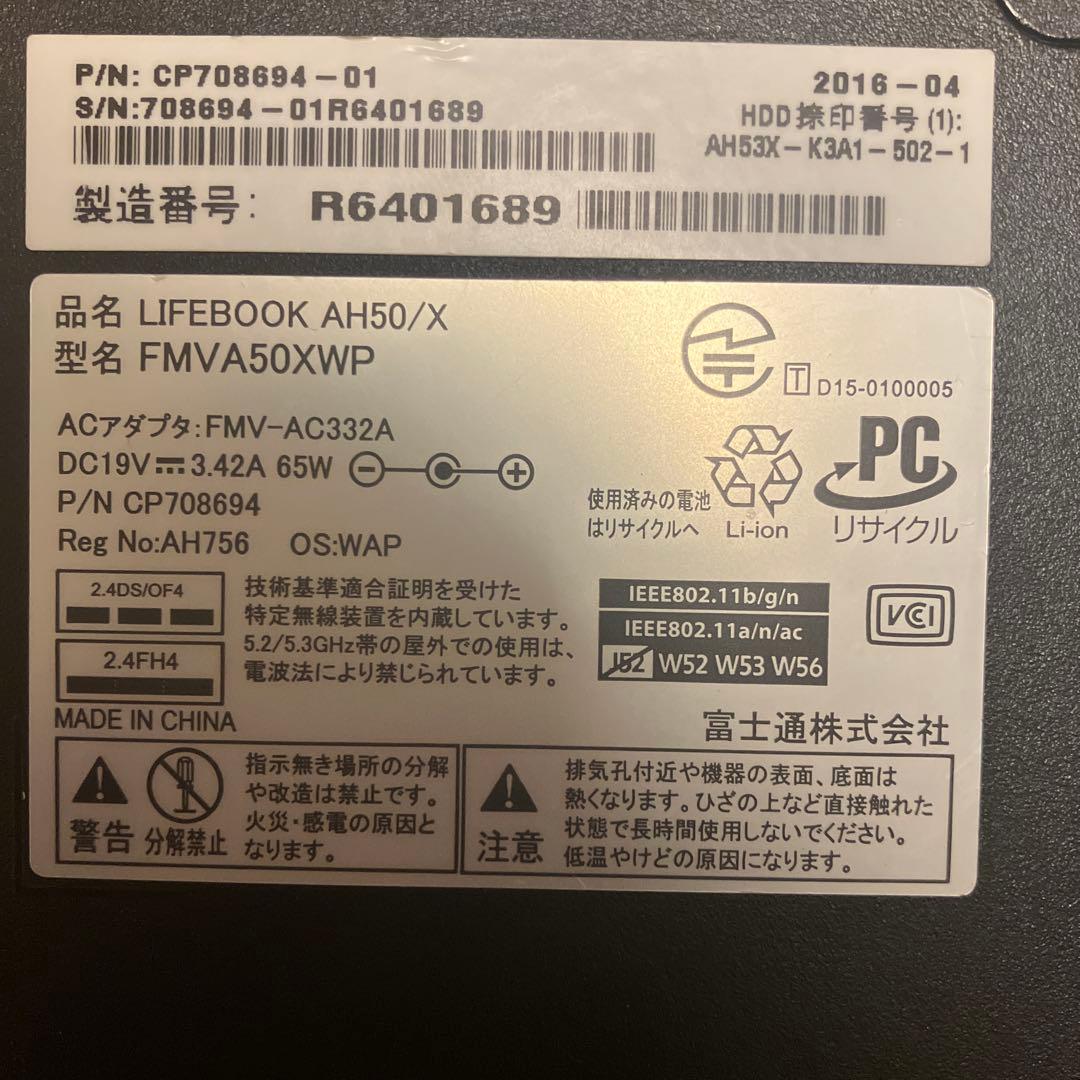 P/N: CP708694-01
S/N:708694-01R6401689
2016-04
HDD捺印番号(1):
AH53X-K3A1-502-1
製造番号: R6401689
品名 LIFEBOOK AH50/X
型名 FMVA50XWP
T D15-0100005
ACアダプタ:FMV-AC332A
DC19V 3.42A 65W
P/N CP708694
Reg No:AH756 OS:WAP
使用済みの電池
はリサイクルへ
Li-ion
PC
リサイクル
2.4DS/OF4
2.4FH4
技術基準適合証明を受けた
特定無線装置を内蔵しています。
5.2/5.3GHz帯の屋外での使用は、
電波法により禁じられています。
IEEE802.11b/g/n
IEEE802.11a/n/ac
J52 W52 W53 W56
VCCI
MADE IN CHINA
富士通株式会社
警告
分解禁止
指示無き場所の分解
や改造は禁止です。
火災・感電の原因と
なります。
注意
排気孔付近や機器の表面、底面は
熱くなります。ひざの上など直接触れた
状態で長時間使用しないでください。
低温やけどの原因になります。